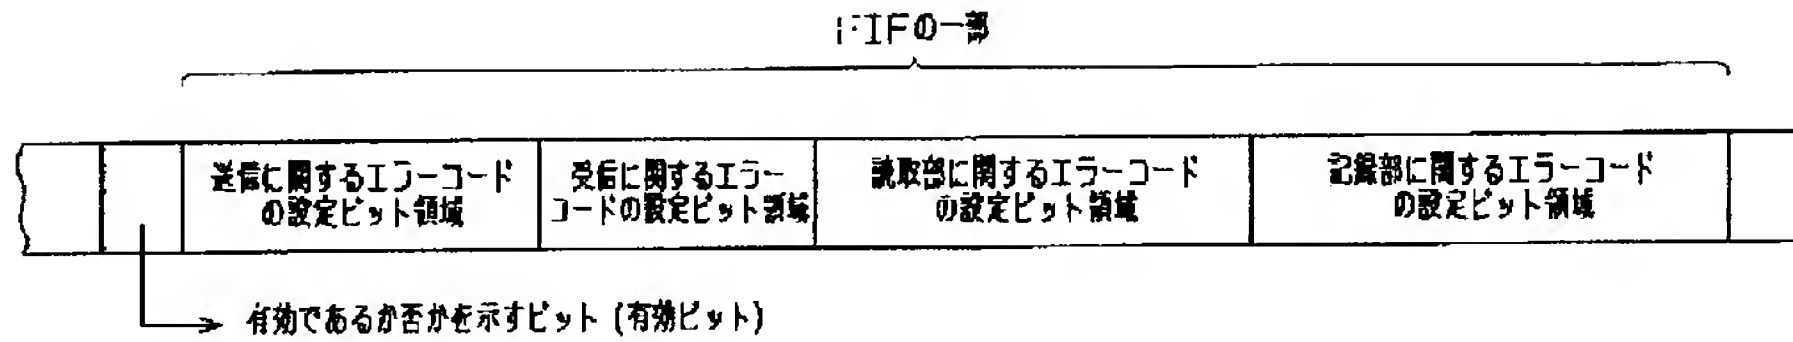 FIFの一部
送信に関するエラーコード
の設定ビット領域
受信に関するエラー
コードの設定ビット領域
読取部に関するエラーコード
の設定ビット領域
記録部に関するエラーコード
の設定ビット領域
有効であるか否かを示すビット (有効ビット)